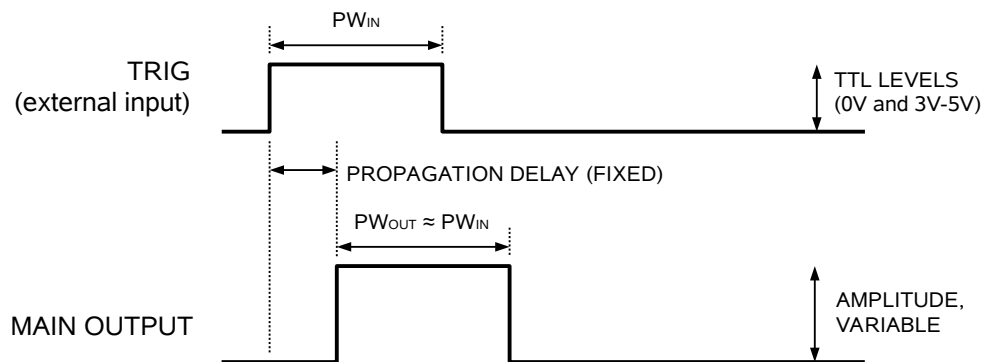 PWIN
TRIG
(external input)
TTL LEVELS
(0V and 3V-5V)
PROPAGATION DELAY (FIXED)
PWOUT ≈ PWIN
MAIN OUTPUT
AMPLITUDE,
VARIABLE